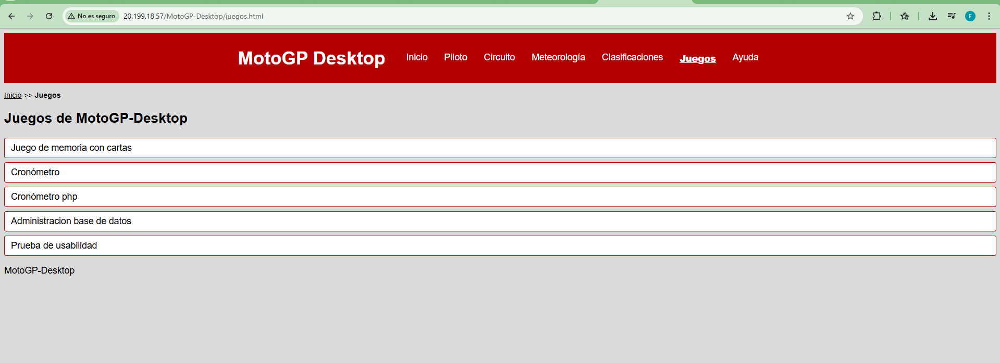 No es seguro 20.199.18.57/MotoGP-Desktop/juegos.html F
MotoGP Desktop Inicio Piloto Circuito Meteorología Clasificaciones Juegos Ayuda
Inicio >> Juegos
Juegos de MotoGP-Desktop
Juego de memoria con cartas
Cronómetro
Cronómetro php
Administracion base de datos
Prueba de usabilidad
MotoGP-Desktop